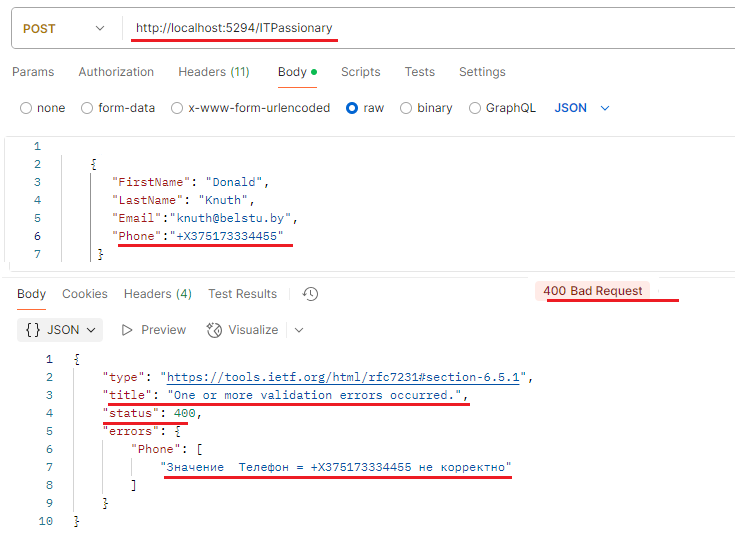 POST http://localhost:5294/ITPassionary
Params Authorization Headers (11) Body Scripts Tests Settings
none form-data x-www-form-urlencoded raw binary GraphQL JSON
1
2 {
3 "FirstName": "Donald",
4 "LastName": "Knuth",
5 "Email":"knuth@belstu.by",
6 "Phone":"+X375173334455"
7 }
Body Cookies Headers (4) Test Results 400 Bad Request
{} JSON Preview Visualize
1 {
2 "type": "https://tools.ietf.org/html/rfc7231#section-6.5.1",
3 "title": "One or more validation errors occurred.",
4 "status": 400,
5 "errors": {
6 "Phone": [
7 "Значение  Телефон = +X375173334455 не корректно"
8 ]
9 }
10 }